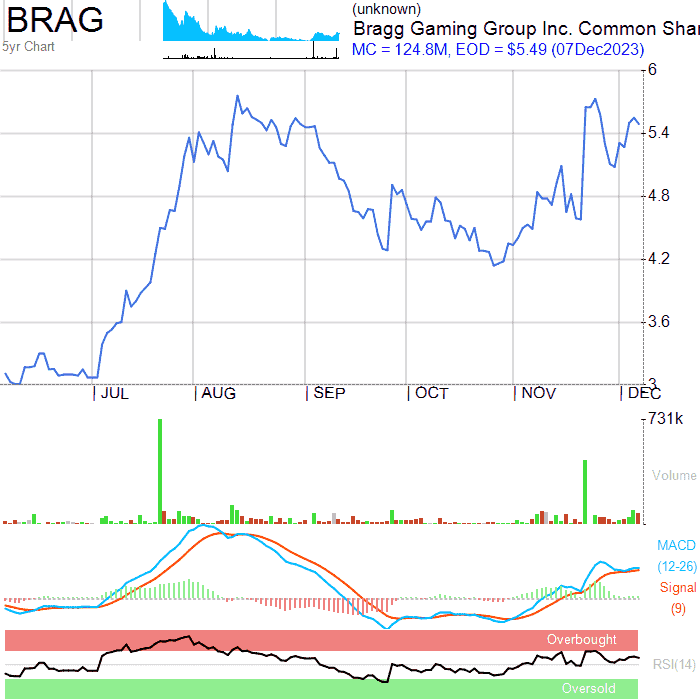 BRAG
5yr Chart
(unknown)
Bragg Gaming Group Inc. Common Shar
MC = 124.8M, EOD = $5.49 (07Dec2023)
6
5.4
4.8
4.2
3.6
3
JUL AUG SEP OCT NOV DEC
731k
Volume
MACD
(12-26)
Signal
(9)
Overbought
RSI(14)
Oversold